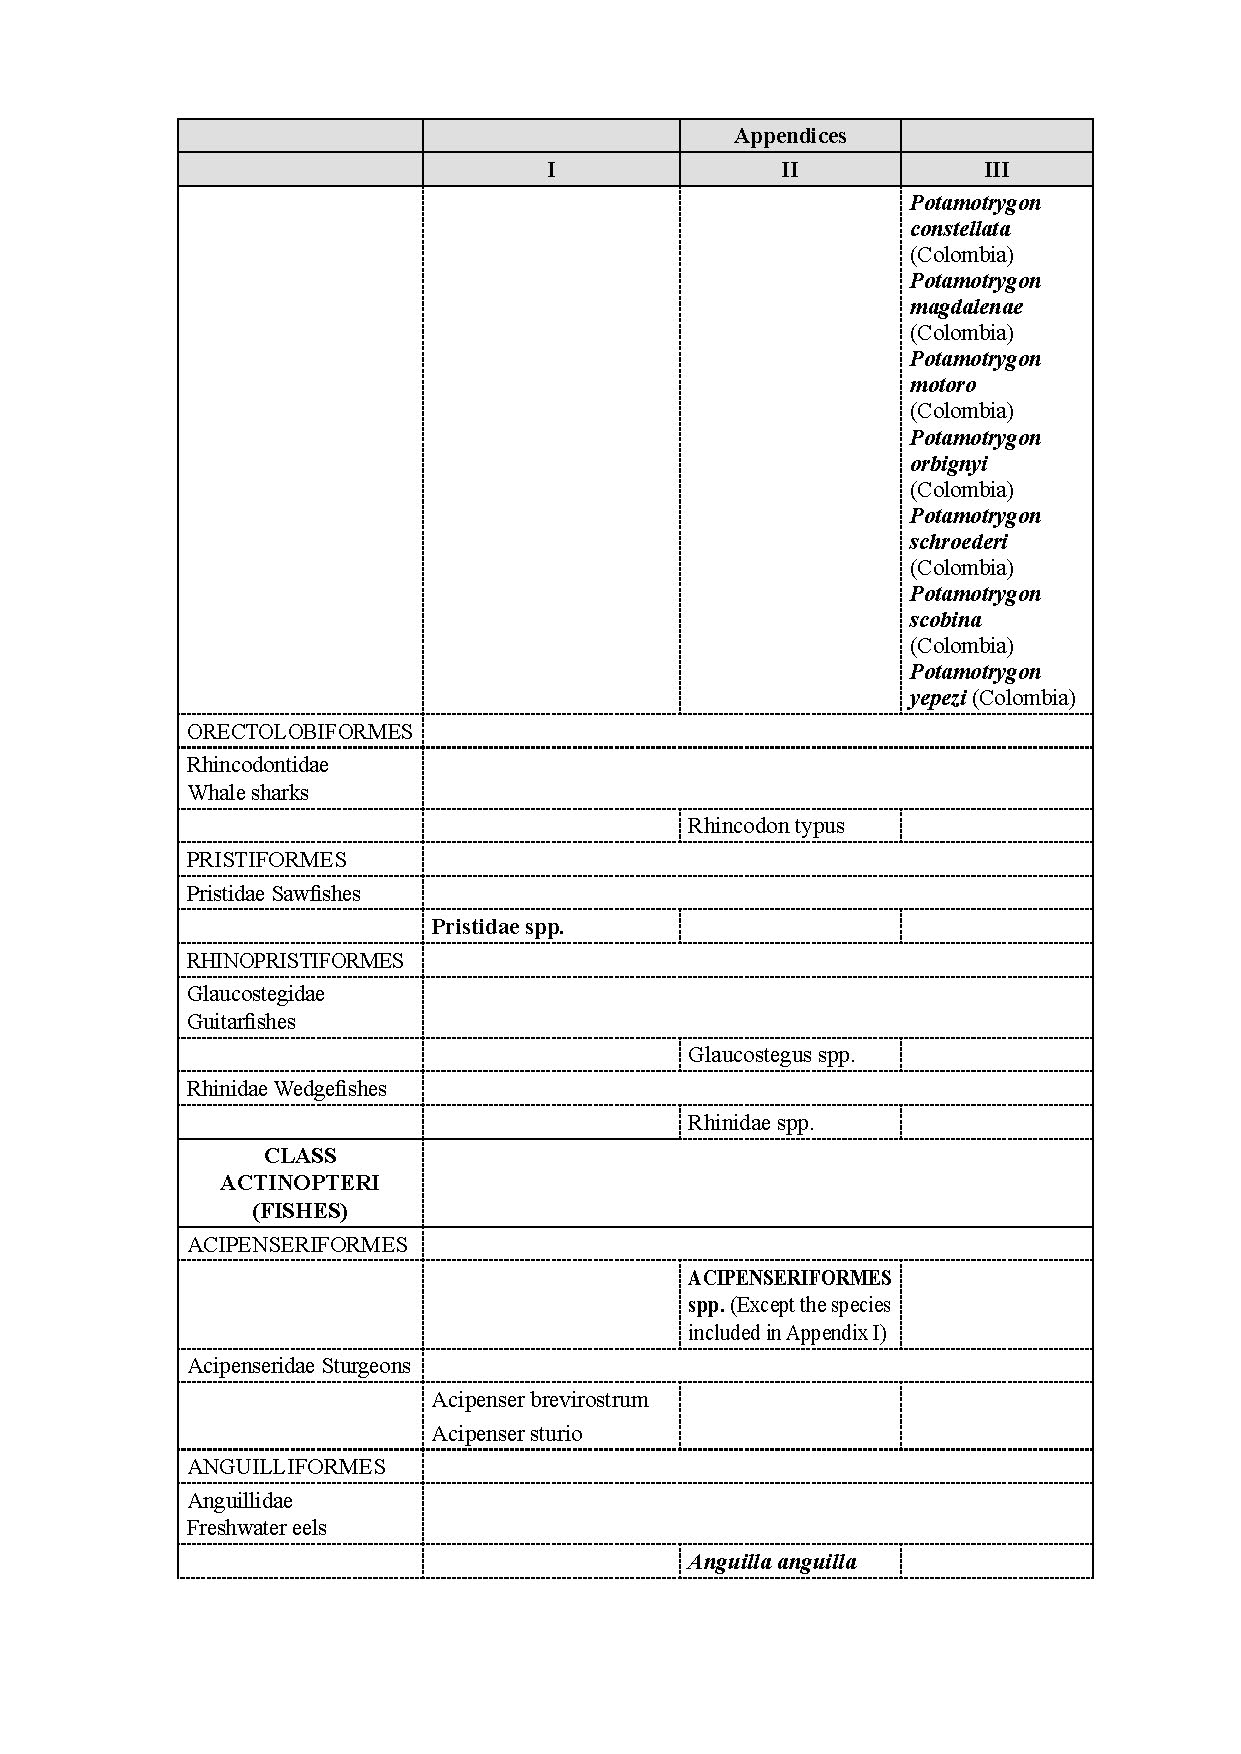 Appendices
I II III
Potamotrygon
constellata
(Colombia)
Potamotrygon
magdalenae
(Colombia)
Potamotrygon
motoro
(Colombia)
Potamotrygon
orbignyi
(Colombia)
Potamotrygon
schroederi
(Colombia)
Potamotrygon
scobina
(Colombia)
Potamotrygon
yepezi (Colombia)
ORECTOLOBIFORMES
Rhincodontidae
Whale sharks
Rhincodon typus
PRISTIFORMES
Pristidae Sawfishes
Pristidae spp.
RHINOPRISTIFORMES
Glaucostegidae
Guitarfishes
Glaucostegus spp.
Rhinidae Wedgefishes
Rhinidae spp.
CLASS
ACTINOPTERI
(FISHES)
ACIPENSERIFORMES
ACIPENSERIFORMES
spp. (Except the species
included in Appendix I)
Acipenseridae Sturgeons
Acipenser brevirostrum
Acipenser sturio
ANGUILLIFORMES
Anguillidae
Freshwater eels
Anguilla anguilla